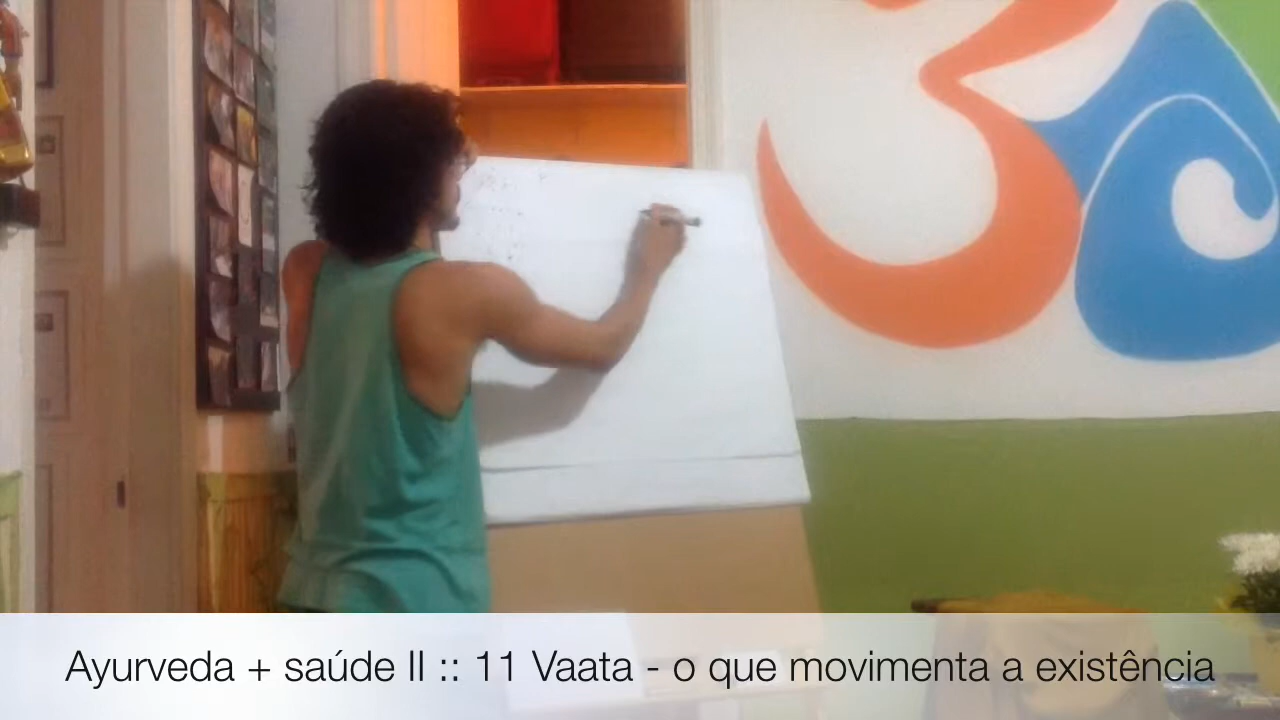 Ayurveda + saúde II :: 11 Vaata - o que movimenta a existência